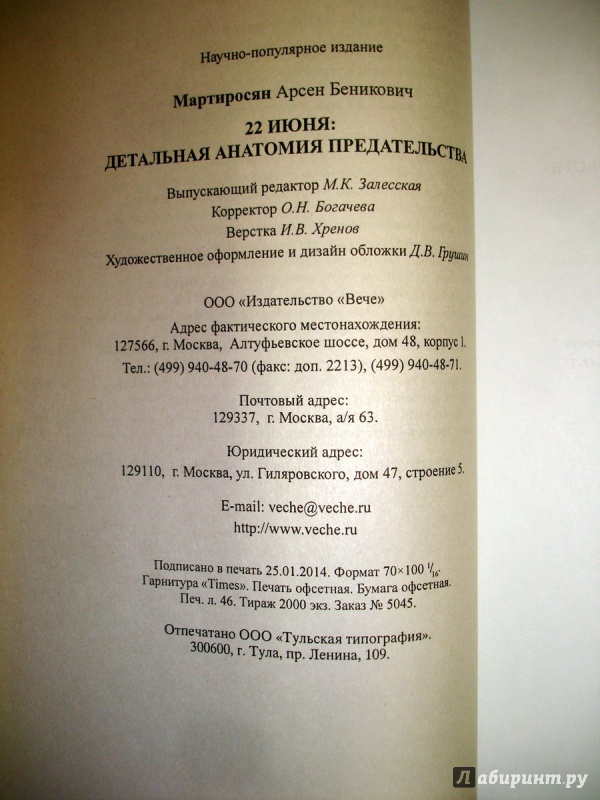 Научно-популярное издание
Мартиросян Арсен Беникович
22 ИЮНЯ:
ДЕТАЛЬНАЯ АНАТОМИЯ ПРЕДАТЕЛЬСТВА
Выпускающий редактор М.К. Залесская
Корректор О.Н. Богачева
Верстка И.В. Хренов
Художественное оформление и дизайн обложки Д.В. Грушин
ООО «Издательство «Вече»
Адрес фактического местонахождения:
127566, г. Москва, Алтуфьевское шоссе, дом 48, корпус 1.
Тел.: (499) 940-48-70 (факс: доп. 2213), (499) 940-48-71.
Почтовый адрес:
129337, г. Москва, а/я 63.
Юридический адрес:
129110, г. Москва, ул. Гиляровского, дом 47, строение 5.
E-mail: veche@veche.ru
http://www.veche.ru
Подписано в печать 25.01.2014. Формат 70×100 1/16.
Гарнитура «Times». Печать офсетная. Бумага офсетная.
Печ. л. 46. Тираж 2000 экз. Заказ № 5045.
Отпечатано ООО «Тульская типография».
300600, г. Тула, пр. Ленина, 109.
Лабиринт.ру